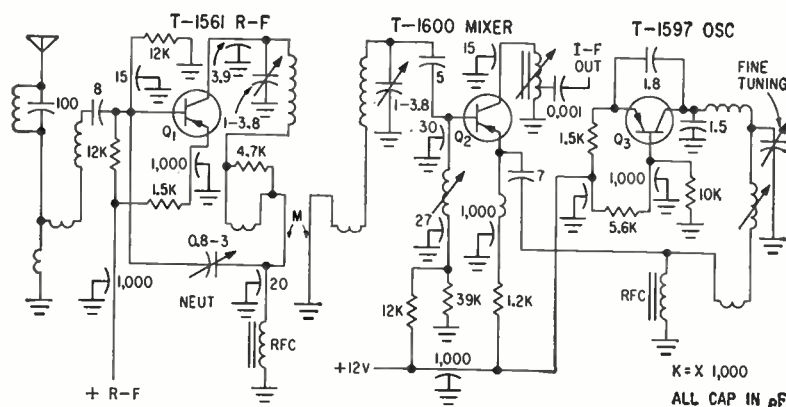 T-1561 R-F
T-1600 MIXER
T-1597 OSC
12K
15
3.9
100
8
Q1
1-3.8
12K
1,000
4.7K
1.5K
0.8-3
NEUT
1,000
20
M
RFC
+ R-F
1-3.8
5
15
I-F
OUT
0.001
30
Q2
27
1,000
7
12K
39K
1.2K
+12V
1,000
1.8
FINE
TUNING
1.5K
Q3
1.5
1,000
10K
5.6K
RFC
K = X 1,000
ALL CAP IN pF